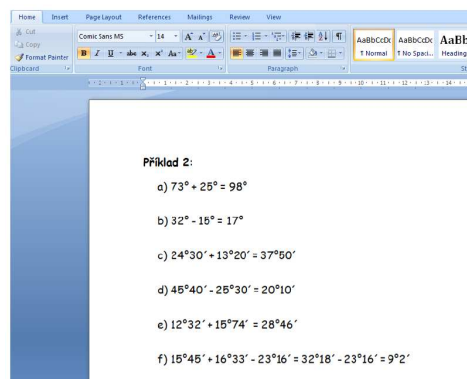 Home Insert Page Layout References Mailings Review View
Cut
Copy
Format Painter
Clipboard
Comic Sans MS 14
Font
Paragraph
AaBbCcDc AaBbCcDc AaBb
¶ Normal ¶ No Spaci... Heading
Příklad 2:
a) 73° + 25° = 98°
b) 32° - 15° = 17°
c) 24°30´+ 13°20´ = 37°50´
d) 45°40´ - 25°30´ = 20°10´
e) 12°32´+ 15°74´ = 28°46´
f) 15°45´+ 16°33´ - 23°16´ = 32°18´ - 23°16´ = 9°2´